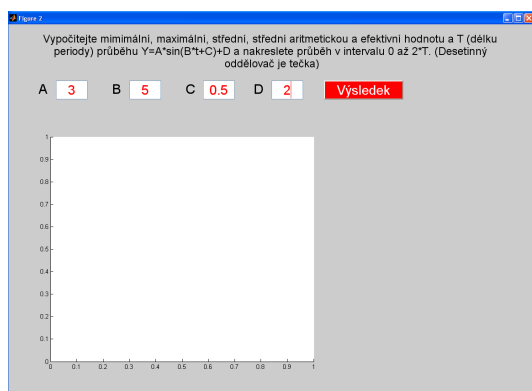 Figure 2
Vypočítejte mimimální, maximální, střední, střední aritmetickou a efektivní hodnotu a T (délku
periody) průběhu Y=A*sin(B*t+C)+D a nakreslete průběh v intervalu 0 až 2*T. (Desetinný
oddělovač je tečka)
A 3 B 5 C 0.5 D 2 Výsledek
1
0.9
0.8
0.7
0.6
0.5
0.4
0.3
0.2
0.1
0
0 0.1 0.2 0.3 0.4 0.5 0.6 0.7 0.8 0.9 1